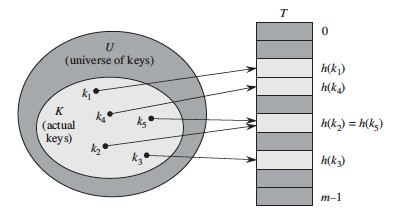 T
U
(universe of keys)
K
(actual
keys)
k₁
k₄
k₅
k₂
k₃
0
h(k₁)
h(k₄)
h(k₂) = h(k₅)
h(k₃)
m–1